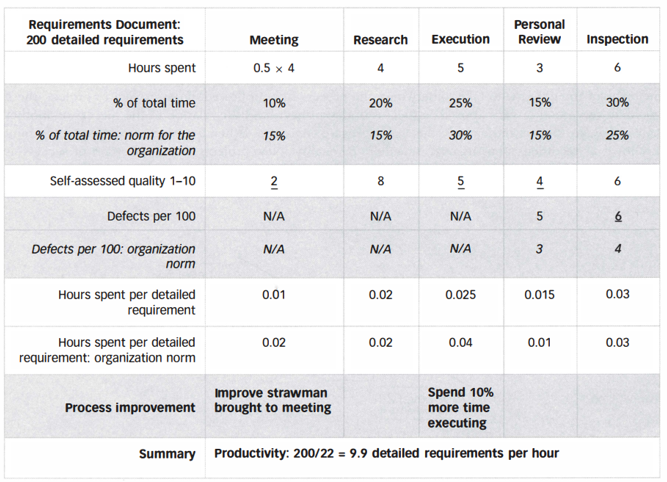 Requirements Document:
200 detailed requirements
Meeting
Research
Execution
Personal
Review
Inspection
Hours spent
0.5 × 4
4
5
3
6
% of total time
10%
20%
25%
15%
30%
% of total time: norm for the
organization
15%
15%
30%
15%
25%
Self-assessed quality 1–10
2
8
5
4
6
Defects per 100
N/A
N/A
N/A
5
6
Defects per 100: organization
norm
N/A
N/A
N/A
3
4
Hours spent per detailed
requirement
0.01
0.02
0.025
0.015
0.03
Hours spent per detailed
requirement: organization norm
0.02
0.02
0.04
0.01
0.03
Process improvement
Improve strawman
brought to meeting
Spend 10%
more time
executing
Summary
Productivity: 200/22 = 9.9 detailed requirements per hour